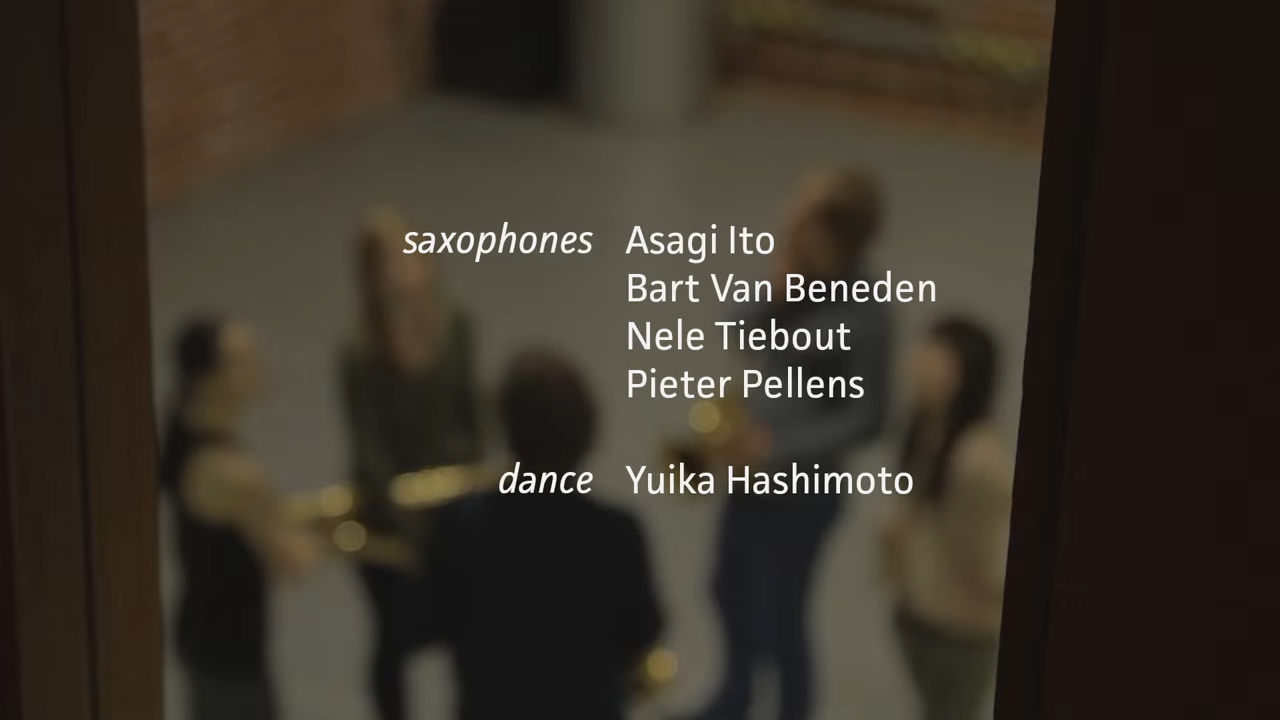 saxophones Asagi Ito
Bart Van Beneden
Nele Tiebout
Pieter Pellens
dance Yuika Hashimoto